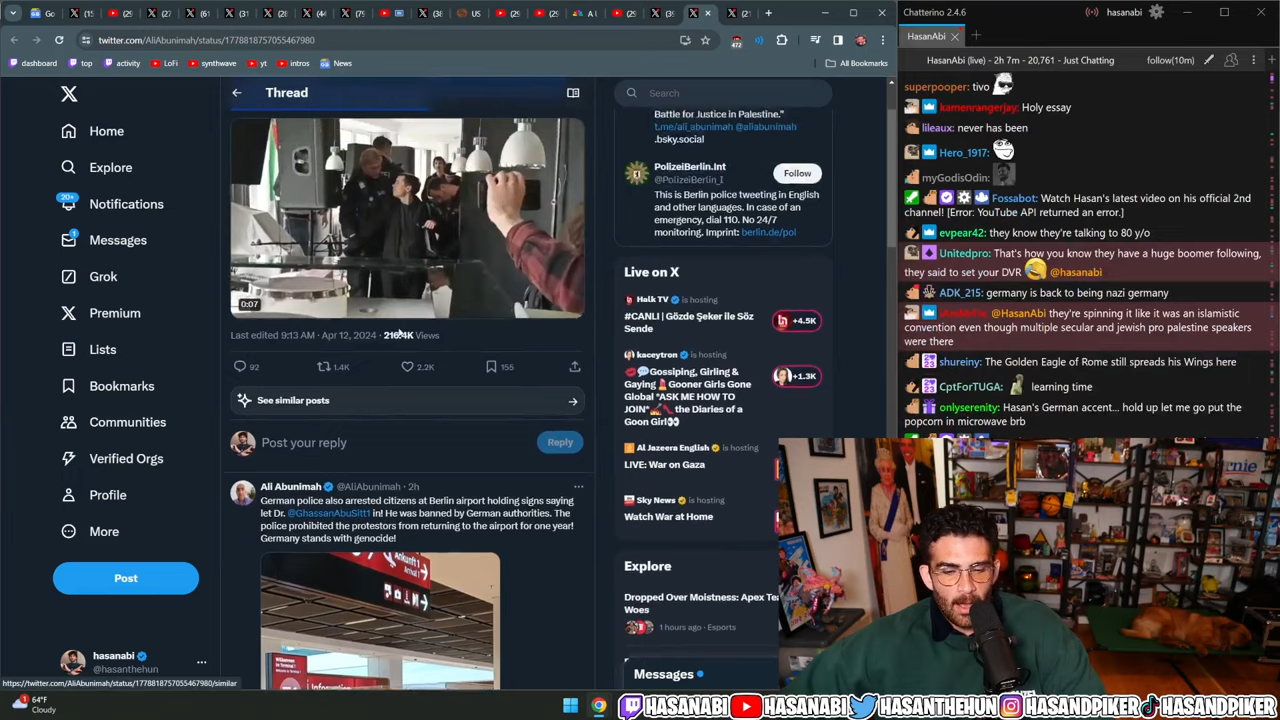 Chatterino 2.4.6
hasanabi
twitter.com/AliAbunimah/status/1778818757055467980
472
HasanAbi
dashboard
top
activity
LoFi
synthwave
yt
intros
News
All Bookmarks
HasanAbi (live) - 2h 7m - 20,761 - Just Chatting
follow(10m)
Home
Explore
20+
Notifications
1
Messages
Grok
Premium
Lists
Bookmarks
Communities
Verified Orgs
Profile
More
Post
hasanabi
@hasanthehun
https://twitter.com/AliAbunimah/status/1778818757055467980/similar
Thread
0:07
Last edited 9:13 AM · Apr 12, 2024 · Views
92
1.4K
2.2K
155
See similar posts
Post your reply
Reply
Ali Abunimah @AliAbunimah · 2h
German police also arrested citizens at Berlin airport holding signs saying
let Dr. @GhassanAbuSitt1 in! He was banned by German authorities. The
police prohibited the protestors from returning to the airport for one year!
Germany stands with genocide!
Ankunft
Arrival
Information
Search
Battle for Justice in Palestine."
t.me/ali_abunimah @aliabunimah
.bsky.social
PolizeiBerlin.Int
@PolizeiBerlin_I
Follow
This is Berlin police tweeting in English
and other languages. In case of an
emergency, dial 110. No 24/7
monitoring. Imprint: berlin.de/pol
Live on X
Halk TV is hosting
#CANLI | Gözde Şeker ile Söz
Sende
+4.5K
kaceytron is hosting
Gossiping, Girling &
Gaying Gooner Girls Gone
Global *ASK ME HOW TO
JOIN* the Diaries of a
Goon Girl
+1.3K
Al Jazeera English is hosting
LIVE: War on Gaza
Sky News is hosting
Watch War at Home
Explore
Dropped Over Moistness: Apex Tea
Woes
1 hours ago · Esports
Messages
superpooper: tivo
kamenrangerjay: Holy essay
lileaux: never has been
Hero_1917:
myGodisOdin:
Fossabot: Watch Hasan's latest video on his official 2nd
channel! [Error: YouTube API returned an error.]
evpear42: they know they're talking to 80 y/o
Unitedpro: That's how you know they have a huge boomer following,
they said to set your DVR @hasanabi
ADK_215: germany is back to being nazi germany
@HasanAbi they're spinning it like it was an islamistic
convention even though multiple secular and jewish pro palestine speakers
were there
shureiny: The Golden Eagle of Rome still spreads his Wings here
CptForTUGA: learning time
onlyserenity: Hasan's German accent... hold up let me go put the
popcorn in microwave brb
ernie
64°F
Cloudy
HASANABI HASANABI HASANTHEHUN HASANDPIKER HASANDPIKER